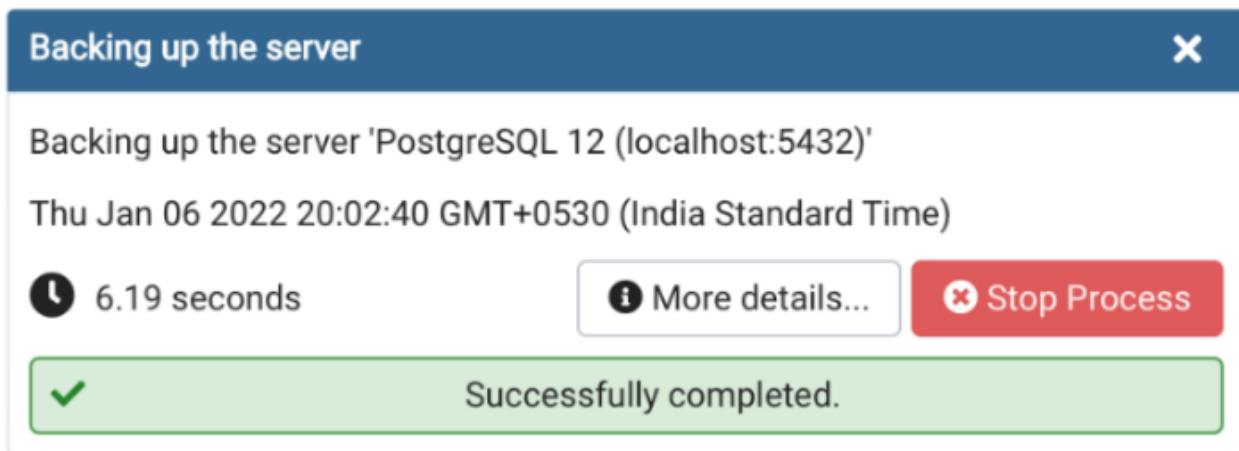 Backing up the server
Backing up the server 'PostgreSQL 12 (localhost:5432)'
Thu Jan 06 2022 20:02:40 GMT+0530 (India Standard Time)
6.19 seconds More details... Stop Process
Successfully completed.